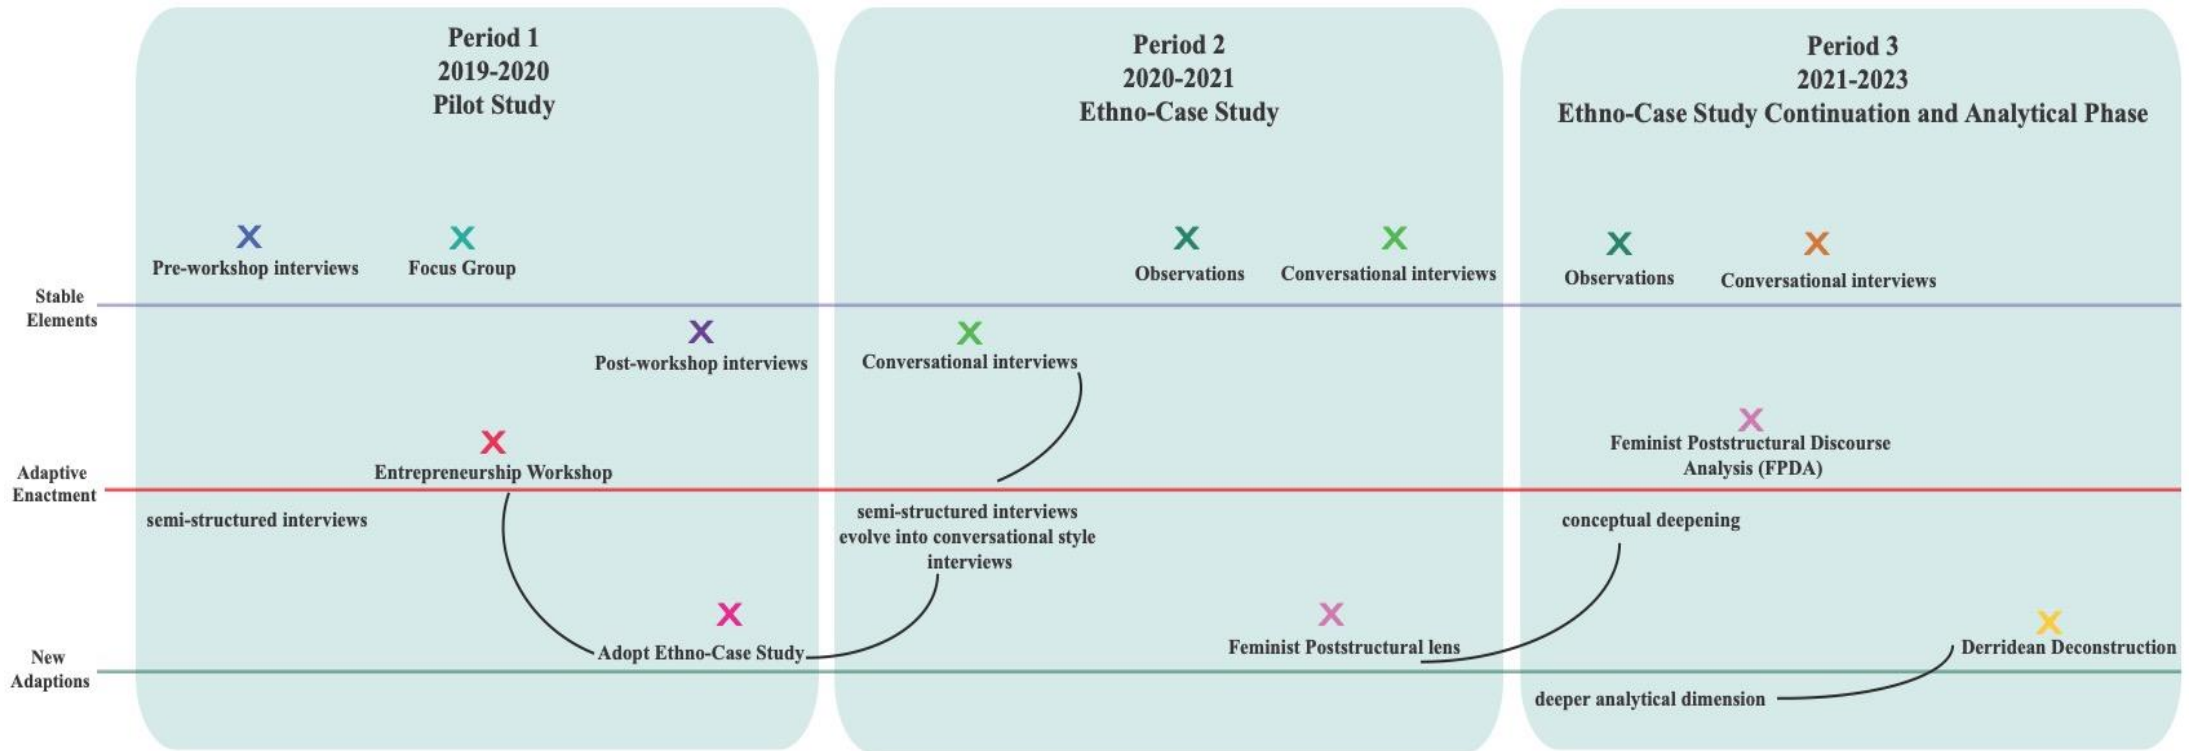 Period 1
2019-2020
Pilot Study
Period 2
2020-2021
Ethno-Case Study
Period 3
2021-2023
Ethno-Case Study Continuation and Analytical Phase
X
Pre-workshop interviews
X
Focus Group
X
Observations
X
Conversational interviews
X
Observations
X
Conversational interviews
Stable
Elements
X
Post-workshop interviews
X
Conversational interviews
X
Entrepreneurship Workshop
X
Feminist Poststructural Discourse
Analysis (FPDA)
Adaptive
Enactment
semi-structured interviews
semi-structured interviews
evolve into conversational style
interviews
conceptual deepening
X
Adopt Ethno-Case Study
X
Feminist Poststructural lens
X
Derridean Deconstruction
New
Adaptions
deeper analytical dimension